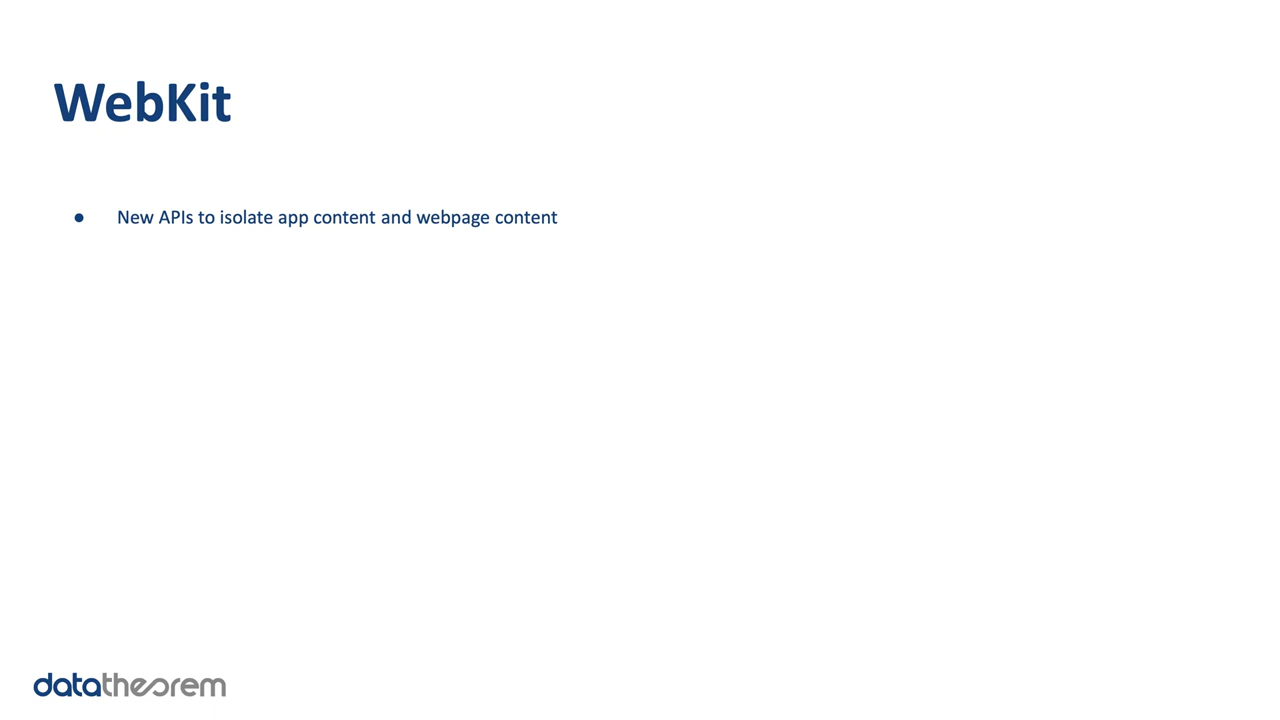 WebKit
● New APIs to isolate app content and webpage content
datatheorem